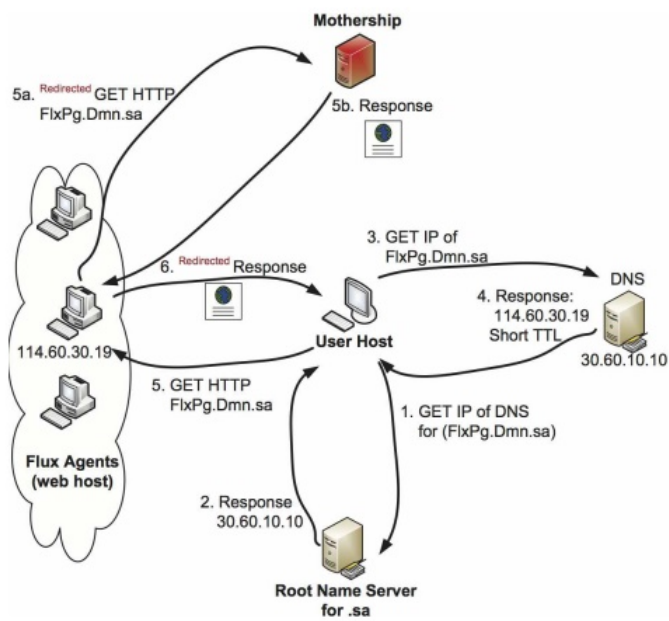 Mothership
5a. Redirected GET HTTP
FlxPg.Dmn.sa
5b. Response
3. GET IP of
FlxPg.Dmn.sa
6. Redirected Response
DNS
4. Response:
114.60.30.19
Short TTL
User Host
114.60.30.19
30.60.10.10
5. GET HTTP
FlxPg.Dmn.sa
1. GET IP of DNS
for (FlxPg.Dmn.sa)
Flux Agents
(web host)
2. Response
30.60.10.10
Root Name Server
for .sa